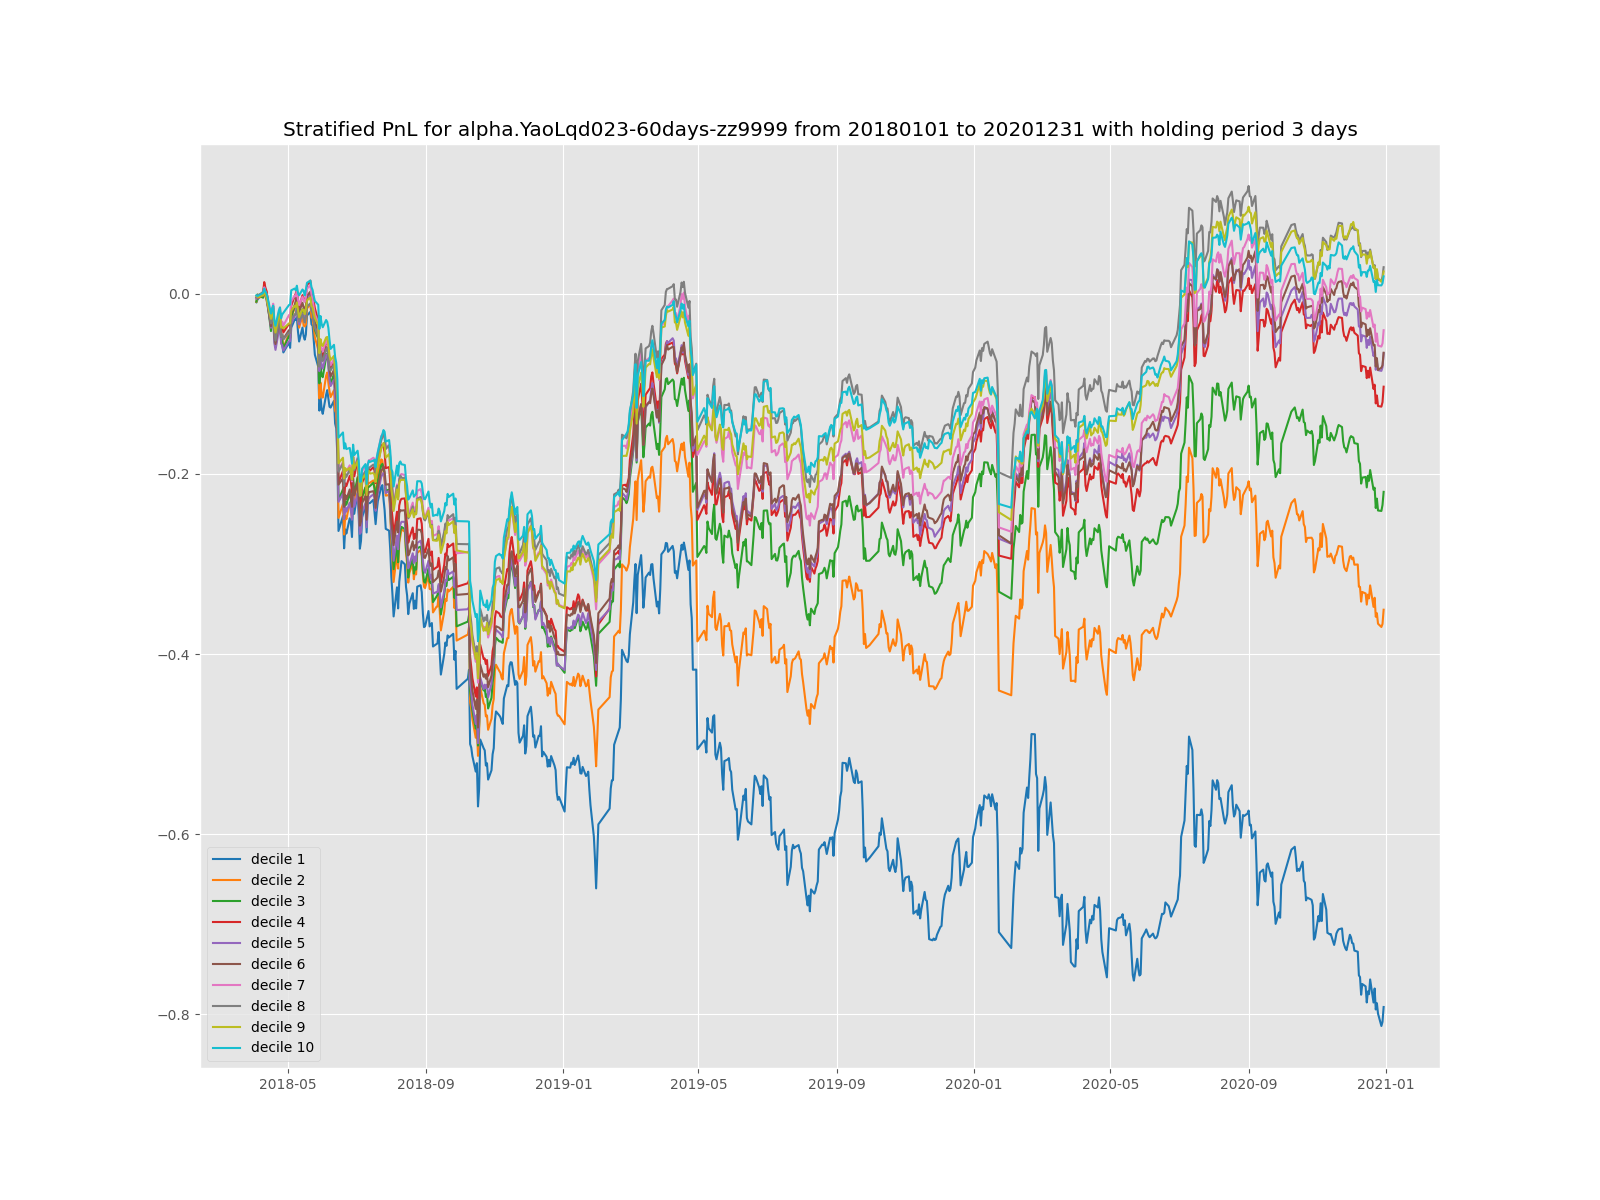 Stratified PnL for alpha.YaoLqd023-60days-zz9999 from 20180101 to 20201231 with holding period 3 days
0.0
−0.2
−0.4
−0.6
−0.8
decile 1
decile 2
decile 3
decile 4
decile 5
decile 6
decile 7
decile 8
decile 9
decile 10
2018-05 2018-09 2019-01 2019-05 2019-09 2020-01 2020-05 2020-09 2021-01